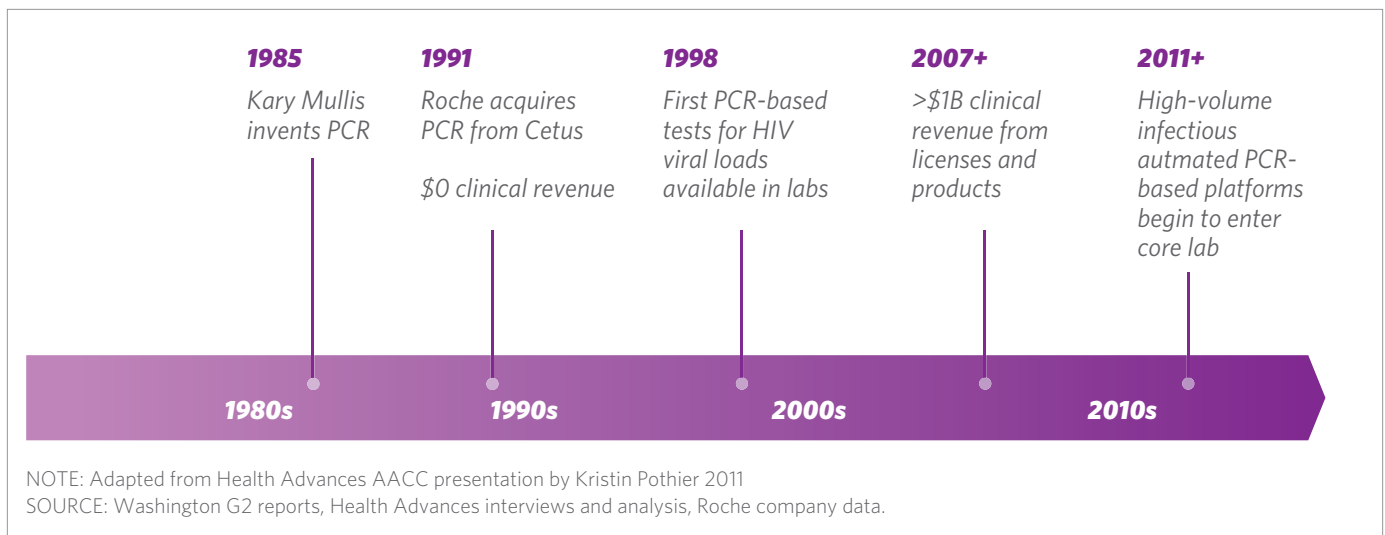 1985
Kary Mullis
invents PCR
1991
Roche acquires
PCR from Cetus
$0 clinical revenue
1998
First PCR-based
tests for HIV
viral loads
available in labs
2007+
>$1B clinical
revenue from
licenses and
products
2011+
High-volume
infectious
autmated PCR-
based platforms
begin to enter
core lab
1980s
1990s
2000s
2010s
NOTE: Adapted from Health Advances AACC presentation by Kristin Pothier 2011
SOURCE: Washington G2 reports, Health Advances interviews and analysis, Roche company data.